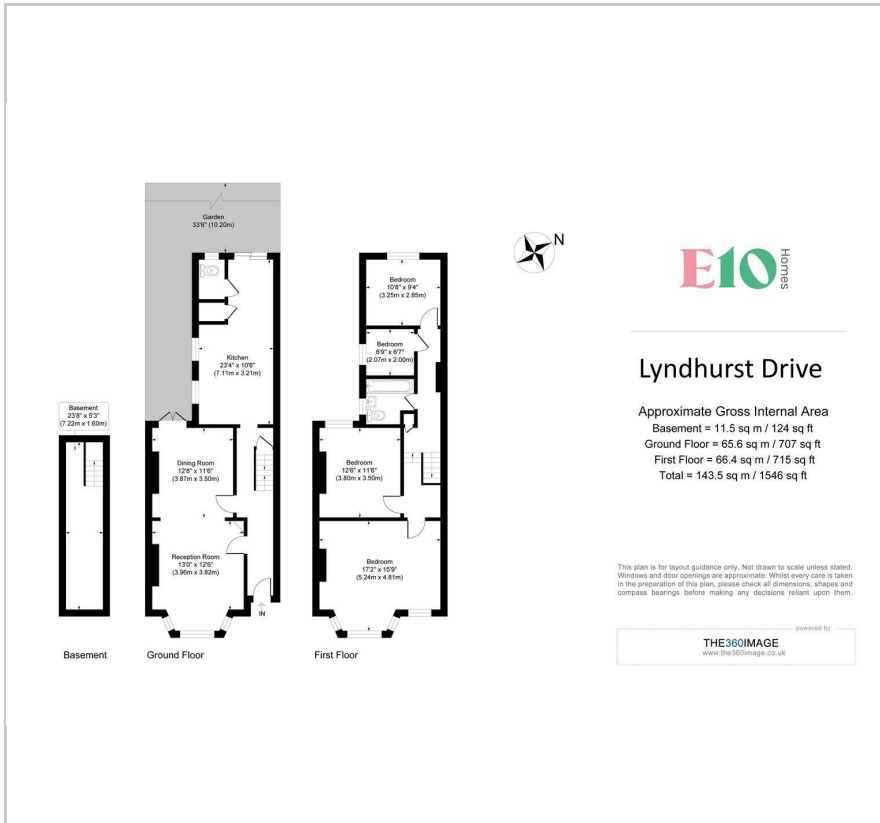 Garden
33'6" (10.20m)
Kitchen
23'4" x 10'6"
(7.11m x 3.21m)
Basement
23'8" x 5'3"
(7.22m x 1.60m)
Dining Room
12'8" x 11'6"
(3.87m x 3.50m)
Reception Room
13'0" x 12'6"
(3.96m x 3.82m)
IN
Basement
Ground Floor
Bedroom
10'8" x 9'4"
(3.25m x 2.85m)
Bedroom
6'9" x 6'7"
(2.07m x 2.00m)
Bedroom
12'6" x 11'6"
(3.80m x 3.50m)
Bedroom
17'2" x 15'9"
(5.24m x 4.81m)
First Floor
N
E10
Homes
Lyndhurst Drive
Approximate Gross Internal Area
Basement = 11.5 sq m / 124 sq ft
Ground Floor = 65.6 sq m / 707 sq ft
First Floor = 66.4 sq m / 715 sq ft
Total = 143.5 sq m / 1546 sq ft
This plan is for layout guidance only. Not drawn to scale unless stated.
Windows and door openings are approximate. Whilst every care is taken
in the preparation of this plan, please check all dimensions, shapes and
compass bearings before making any decisions reliant upon them.
powered by:
THE360IMAGE
www.the360image.co.uk